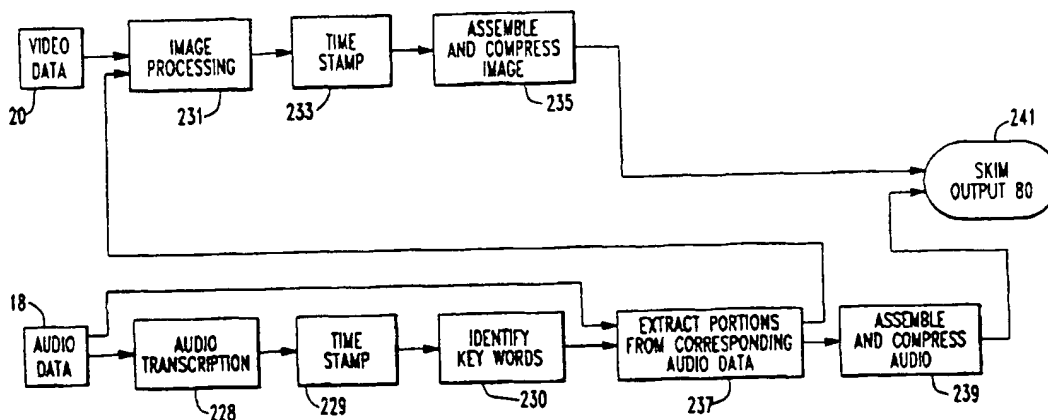 VIDEO
DATA
20
IMAGE
PROCESSING
231
TIME
STAMP
233
ASSEMBLE
AND COMPRESS
IMAGE
235
241
SKIM
OUTPUT 80
18
AUDIO
DATA
AUDIO
TRANSCRIPTION
228
TIME
STAMP
229
IDENTIFY
KEY WORDS
230
EXTRACT PORTIONS
FROM CORRESPONDING
AUDIO DATA
237
ASSEMBLE
AND COMPRESS
AUDIO
239